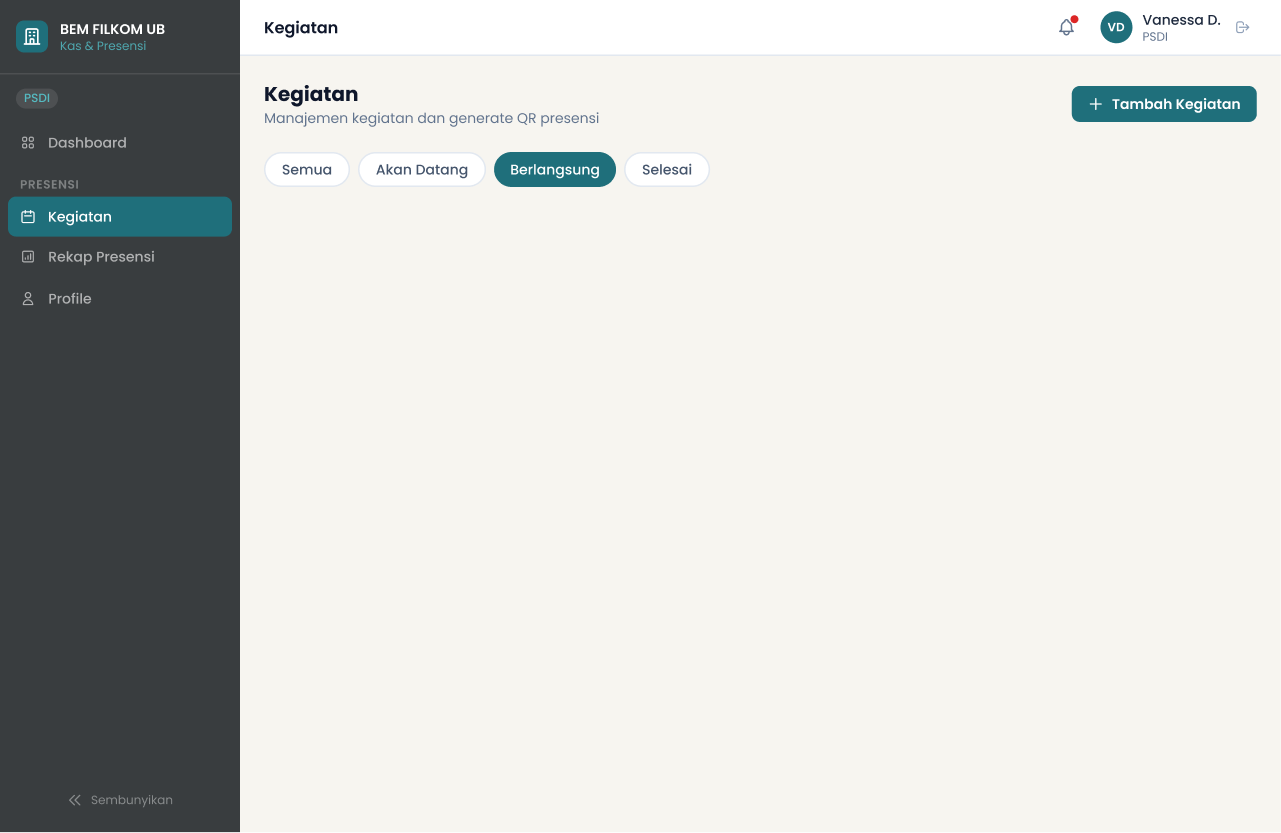 BEM FILKOM UB
Kas & Presensi
PSDI
Dashboard
PRESENSI
Kegiatan
Rekap Presensi
Profile
Sembunyikan
Kegiatan
VD
Vanessa D.
PSDI
Kegiatan
Manajemen kegiatan dan generate QR presensi
Tambah Kegiatan
Semua
Akan Datang
Berlangsung
Selesai